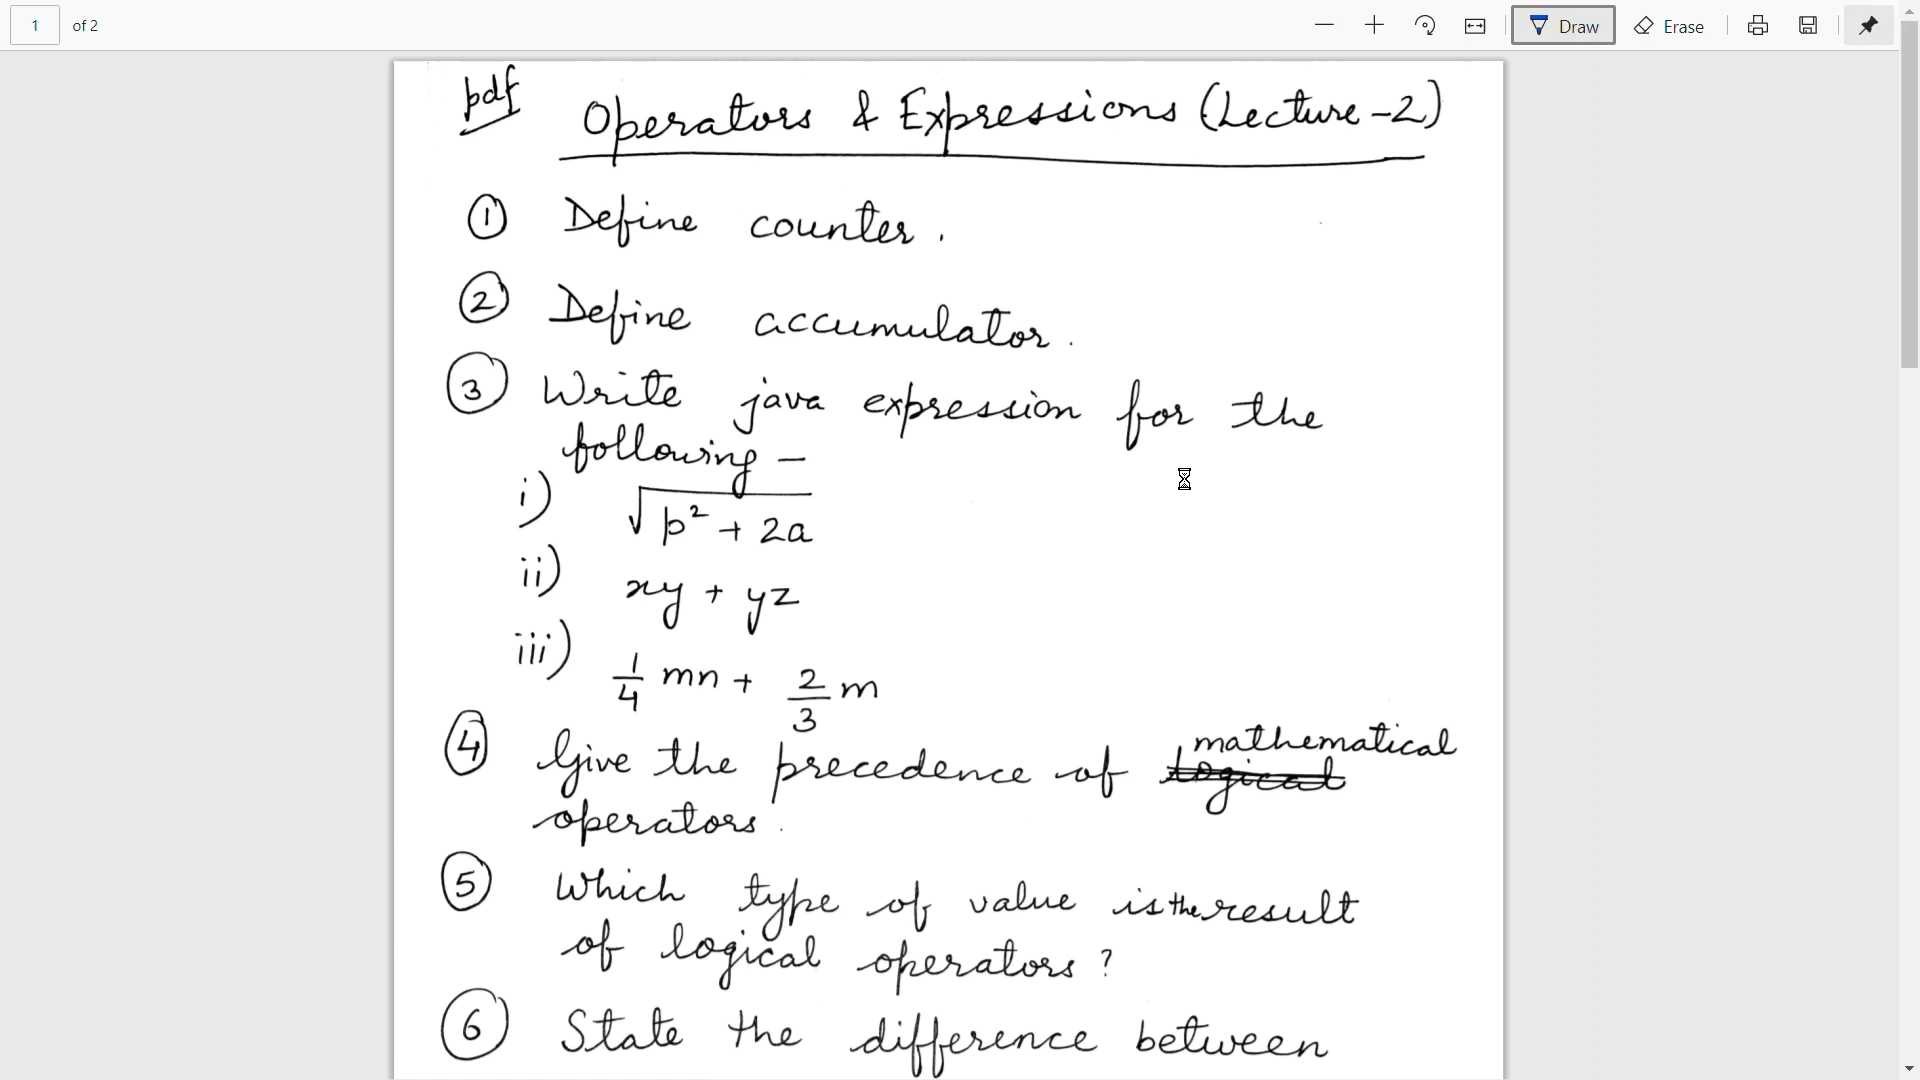 1 of 2 Draw Erase
pdf
Operators & Expressions (Lecture-2)
① Define counter.
② Define accumulator.
③ Write java expression for the
following –
i) √(p² + 2a)
ii) xy + yz
iii) 1/4 mn + 2/3 m
④ Give the precedence of logical mathematical
operators.
⑤ Which type of value is the result
of logical operators?
⑥ State the difference between